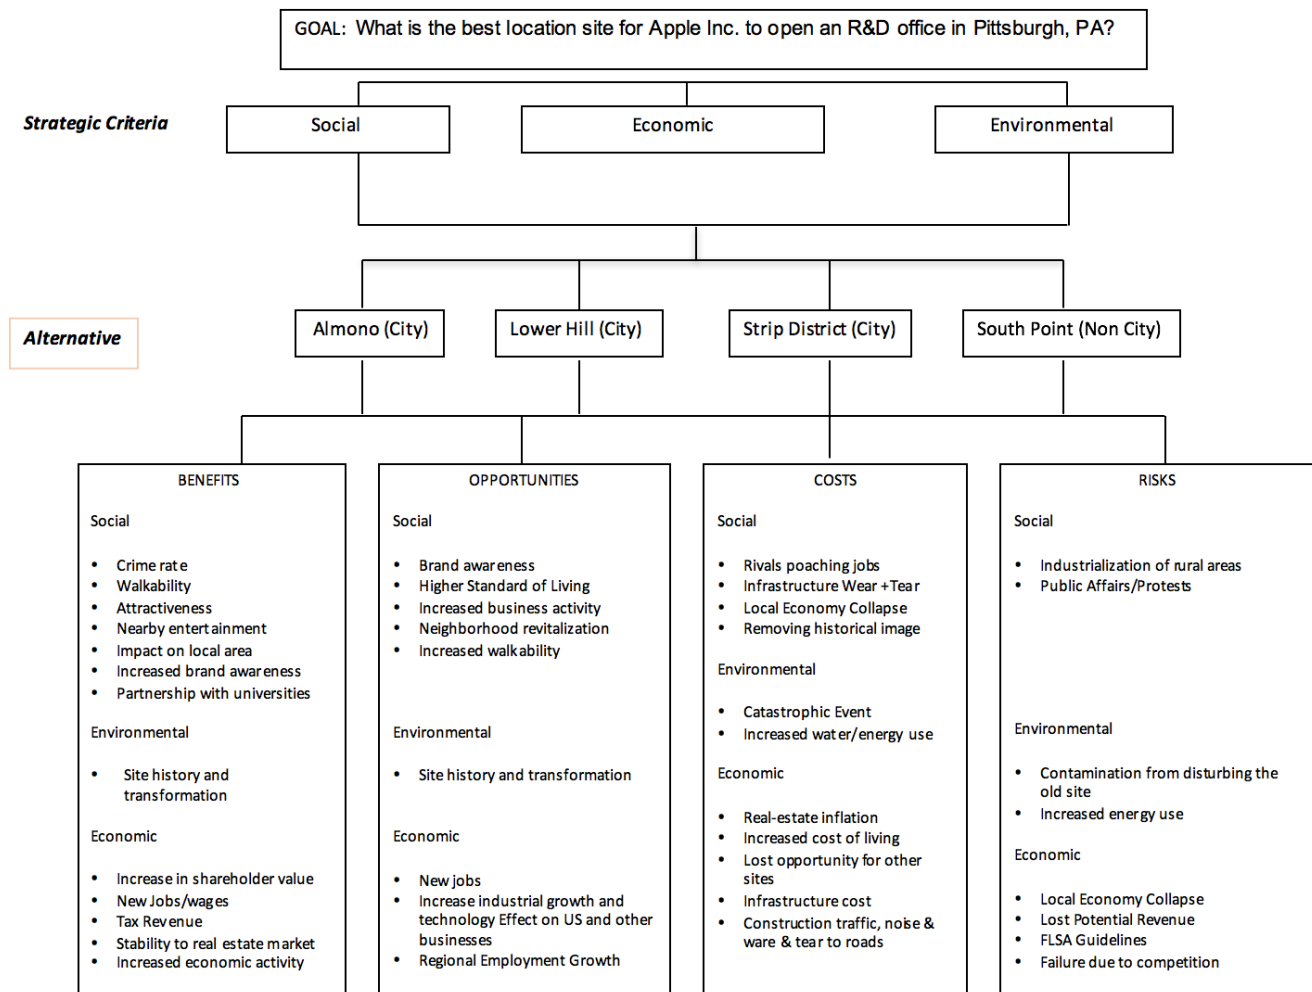 GOAL: What is the best location site for Apple Inc. to open an R&D office in Pittsburgh, PA?
Strategic Criteria
Social
Economic
Environmental
Alternative
Almono (City)
Lower Hill (City)
Strip District (City)
South Point (Non City)
BENEFITS
Social
• Crime rate
• Walkability
• Attractiveness
• Nearby entertainment
• Impact on local area
• Increased brand awareness
• Partnership with universities
Environmental
• Site history and
transformation
Economic
• Increase in shareholder value
• New Jobs/wages
• Tax Revenue
• Stability to real estate market
• Increased economic activity
OPPORTUNITIES
Social
• Brand awareness
• Higher Standard of Living
• Increased business activity
• Neighborhood revitalization
• Increased walkability
Environmental
• Site history and transformation
Economic
• New jobs
• Increase industrial growth and
technology Effect on US and other
businesses
• Regional Employment Growth
COSTS
Social
• Rivals poaching jobs
• Infrastructure Wear +Tear
• Local Economy Collapse
• Removing historical image
Environmental
• Catastrophic Event
• Increased water/energy use
Economic
• Real-estate inflation
• Increased cost of living
• Lost opportunity for other
sites
• Infrastructure cost
• Construction traffic, noise &
ware & tear to roads
RISKS
Social
• Industrialization of rural areas
• Public Affairs/Protests
Environmental
• Contamination from disturbing the
old site
• Increased energy use
Economic
• Local Economy Collapse
• Lost Potential Revenue
• FLSA Guidelines
• Failure due to competition